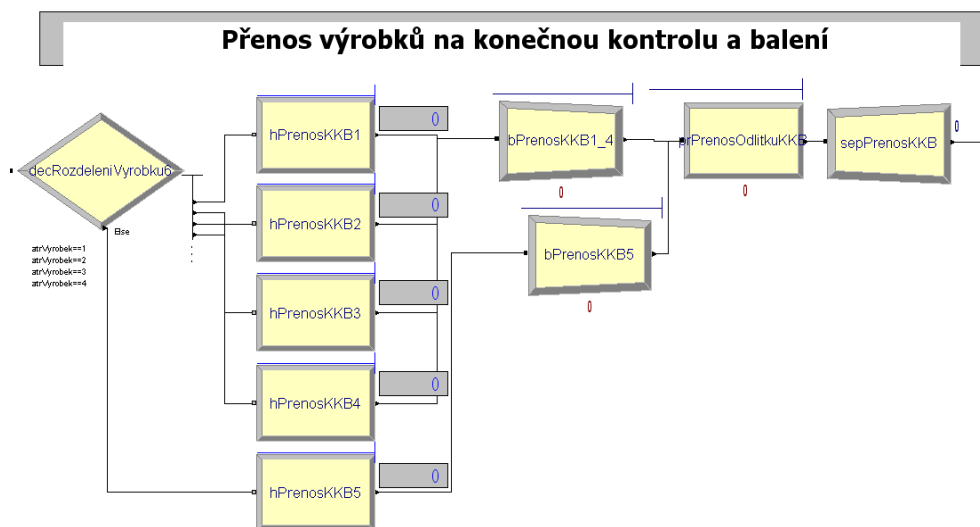 Přenos výrobků na konečnou kontrolu a balení
decRozdeleniVyrobku6
Else
atrVyrobek==1
atrVyrobek==2
atrVyrobek==3
atrVyrobek==4
hPrenosKKB1
0
hPrenosKKB2
0
hPrenosKKB3
0
hPrenosKKB4
0
hPrenosKKB5
0
bPrenosKKB1_4
0
bPrenosKKB5
0
prPrenosOdlitkuKKB
0
sepPrenosKKB
0